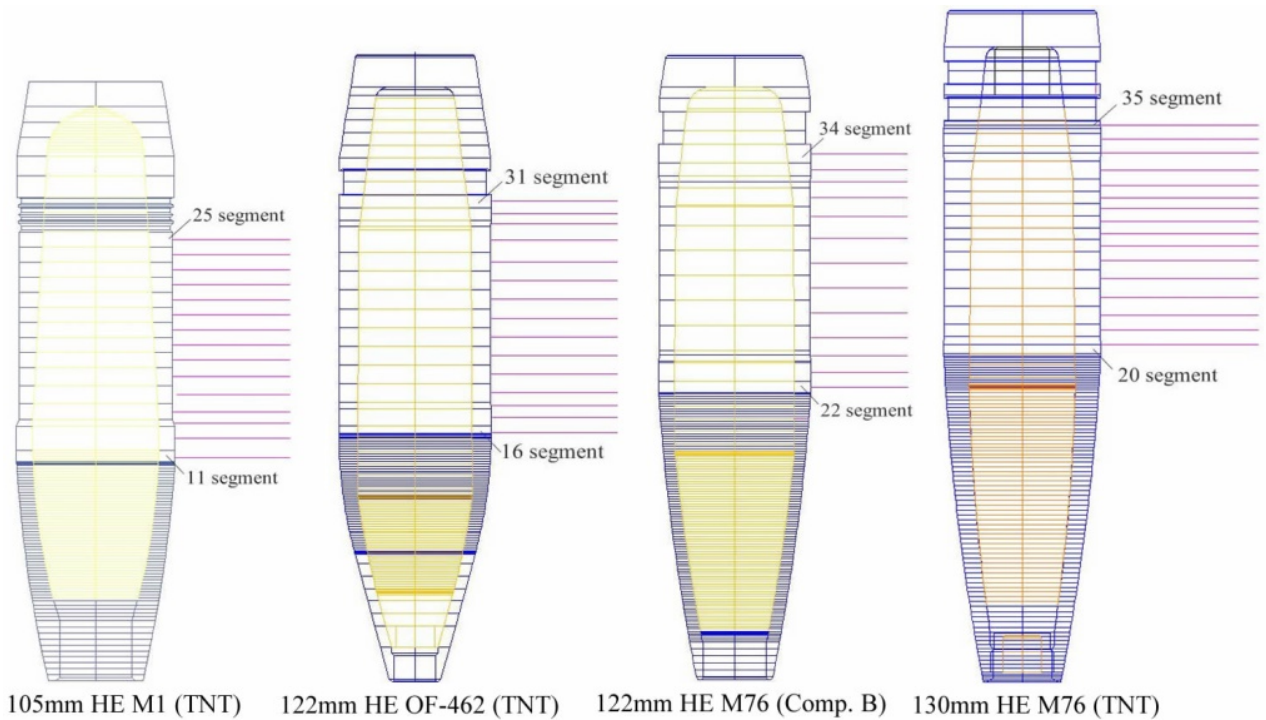 35 segment
34 segment
31 segment
25 segment
20 segment
22 segment
16 segment
11 segment
105mm HE M1 (TNT)
122mm HE OF-462 (TNT)
122mm HE M76 (Comp. B)
130mm HE M76 (TNT)